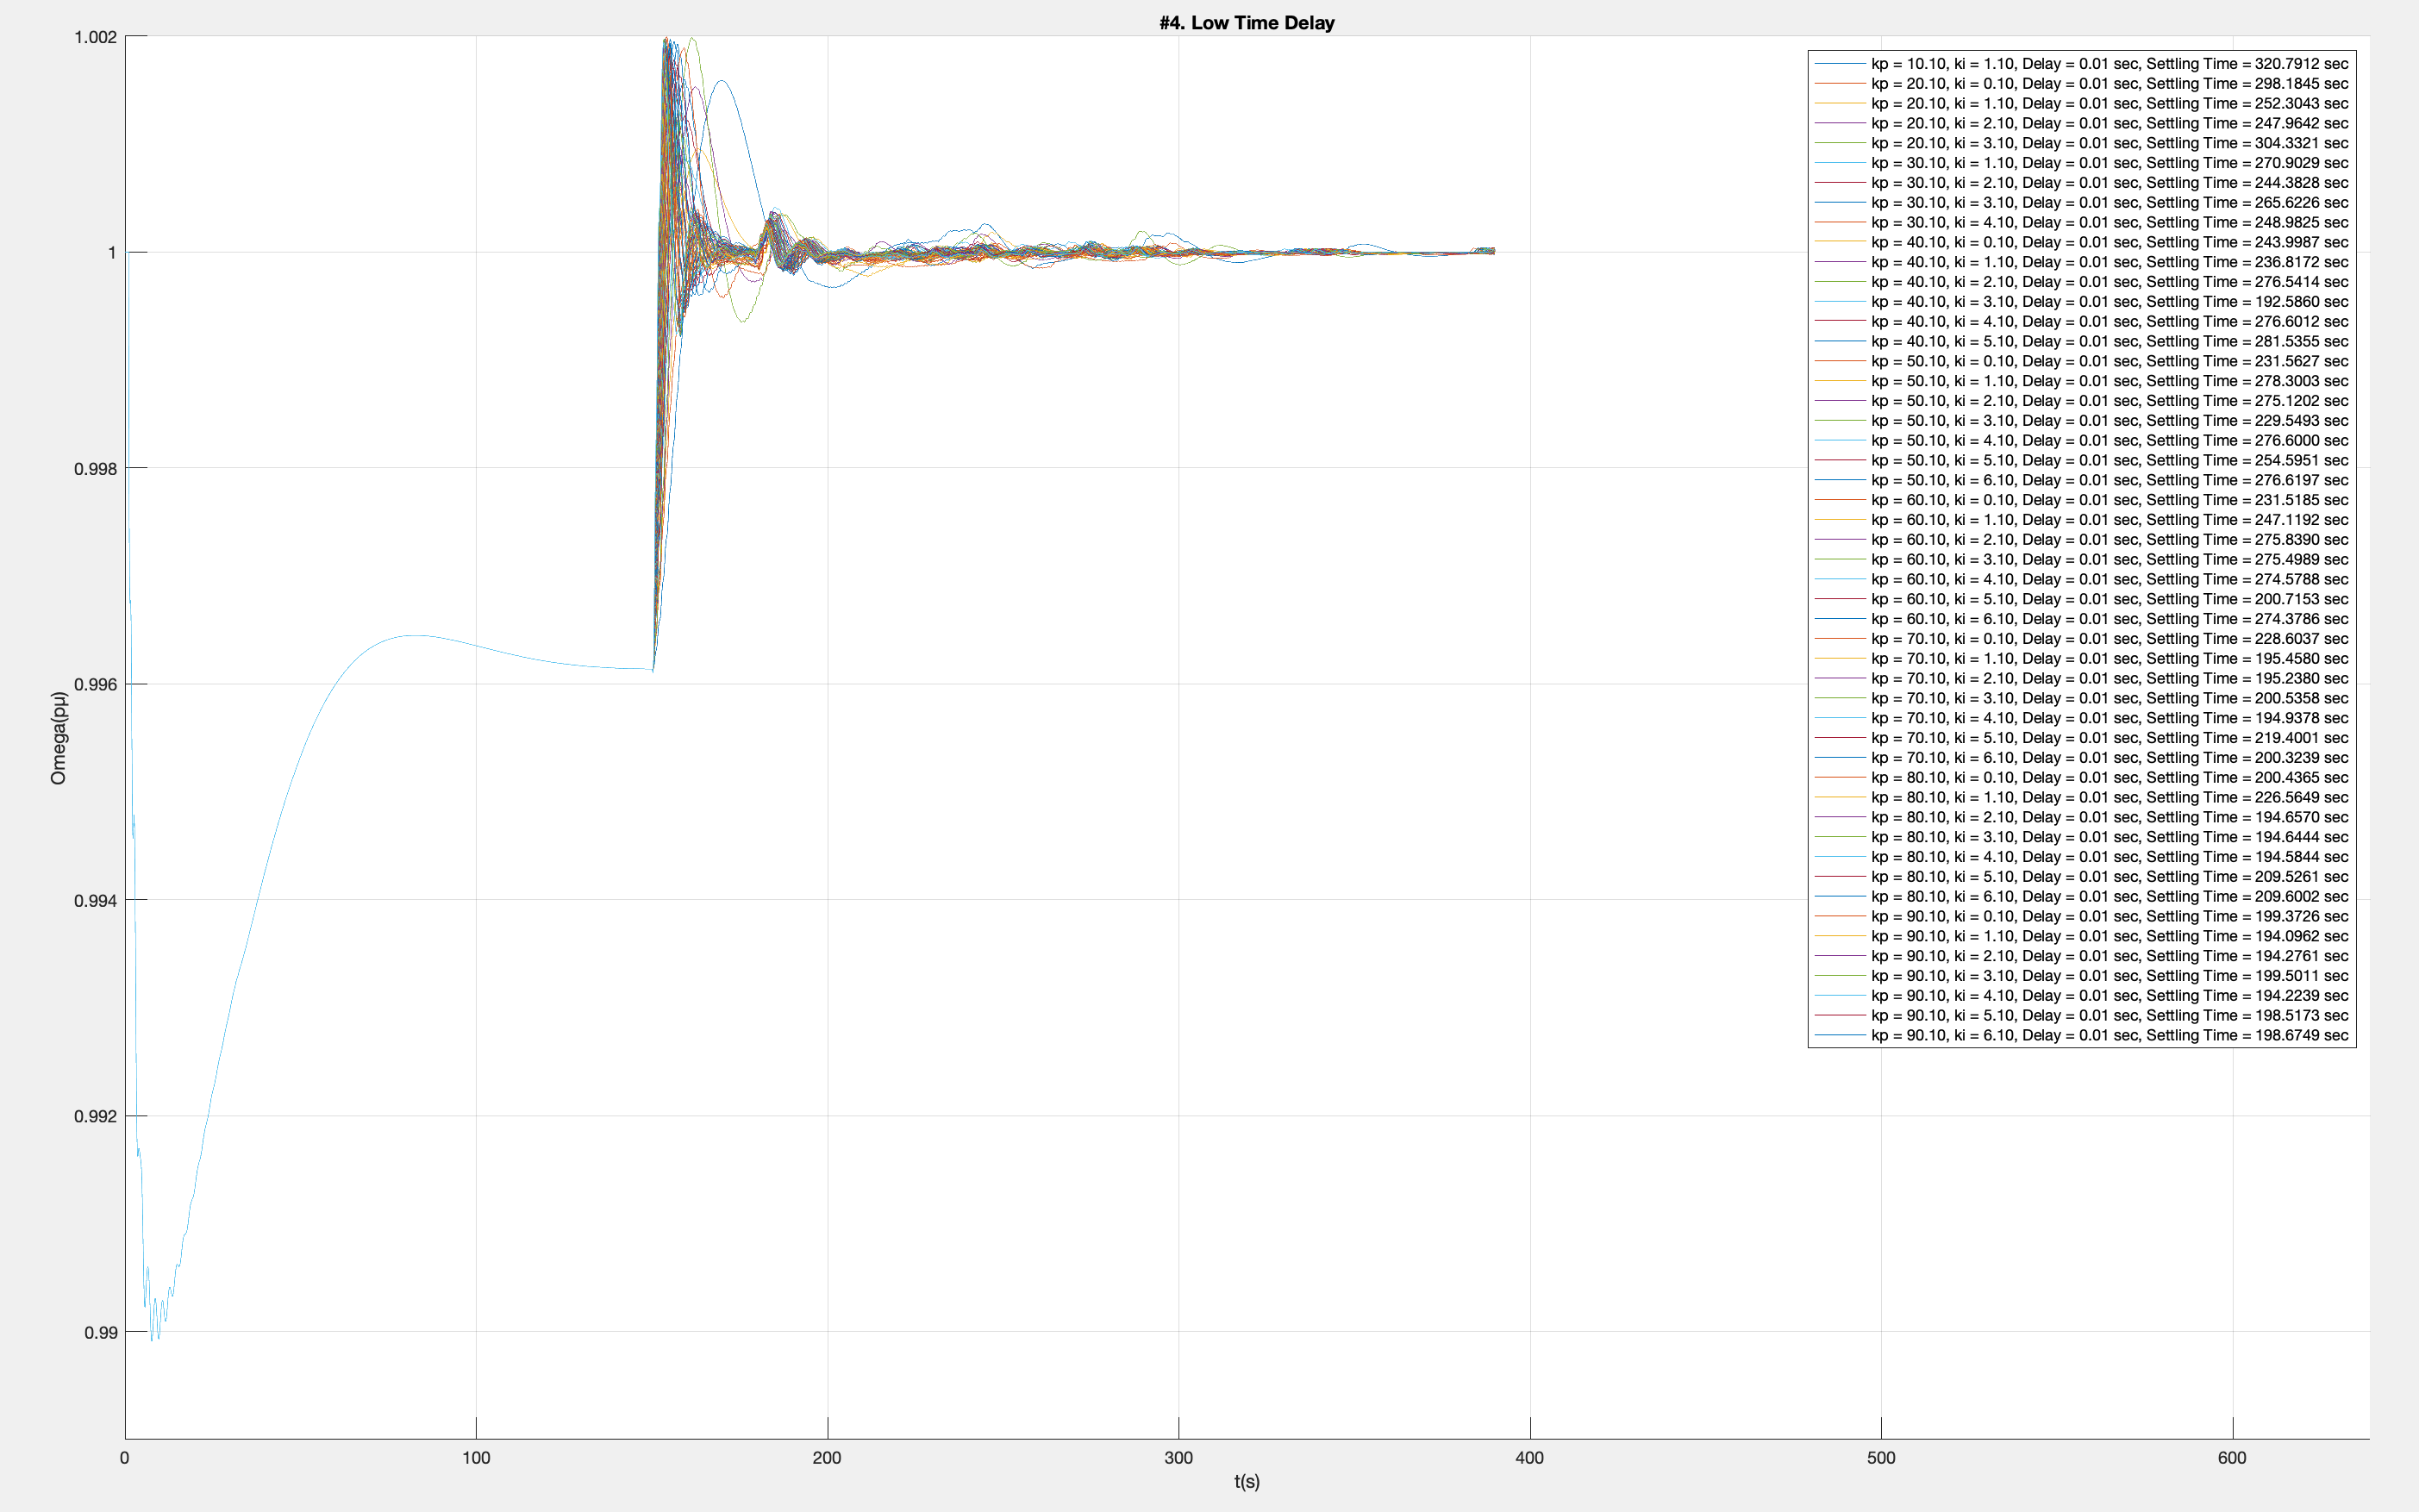 #4. Low Time Delay
1.002
1
0.998
0.996
0.994
0.992
0.99
Omega(pμ)
0
100
200
300
400
500
600
t(s)
kp = 10.10, ki = 1.10, Delay = 0.01 sec, Settling Time = 320.7912 sec
kp = 20.10, ki = 0.10, Delay = 0.01 sec, Settling Time = 298.1845 sec
kp = 20.10, ki = 1.10, Delay = 0.01 sec, Settling Time = 252.3043 sec
kp = 20.10, ki = 2.10, Delay = 0.01 sec, Settling Time = 247.9642 sec
kp = 20.10, ki = 3.10, Delay = 0.01 sec, Settling Time = 304.3321 sec
kp = 30.10, ki = 1.10, Delay = 0.01 sec, Settling Time = 270.9029 sec
kp = 30.10, ki = 2.10, Delay = 0.01 sec, Settling Time = 244.3828 sec
kp = 30.10, ki = 3.10, Delay = 0.01 sec, Settling Time = 265.6226 sec
kp = 30.10, ki = 4.10, Delay = 0.01 sec, Settling Time = 248.9825 sec
kp = 40.10, ki = 0.10, Delay = 0.01 sec, Settling Time = 243.9987 sec
kp = 40.10, ki = 1.10, Delay = 0.01 sec, Settling Time = 236.8172 sec
kp = 40.10, ki = 2.10, Delay = 0.01 sec, Settling Time = 276.5414 sec
kp = 40.10, ki = 3.10, Delay = 0.01 sec, Settling Time = 192.5860 sec
kp = 40.10, ki = 4.10, Delay = 0.01 sec, Settling Time = 276.6012 sec
kp = 40.10, ki = 5.10, Delay = 0.01 sec, Settling Time = 281.5355 sec
kp = 50.10, ki = 0.10, Delay = 0.01 sec, Settling Time = 231.5627 sec
kp = 50.10, ki = 1.10, Delay = 0.01 sec, Settling Time = 278.3003 sec
kp = 50.10, ki = 2.10, Delay = 0.01 sec, Settling Time = 275.1202 sec
kp = 50.10, ki = 3.10, Delay = 0.01 sec, Settling Time = 229.5493 sec
kp = 50.10, ki = 4.10, Delay = 0.01 sec, Settling Time = 276.6000 sec
kp = 50.10, ki = 5.10, Delay = 0.01 sec, Settling Time = 254.5951 sec
kp = 50.10, ki = 6.10, Delay = 0.01 sec, Settling Time = 276.6197 sec
kp = 60.10, ki = 0.10, Delay = 0.01 sec, Settling Time = 231.5185 sec
kp = 60.10, ki = 1.10, Delay = 0.01 sec, Settling Time = 247.1192 sec
kp = 60.10, ki = 2.10, Delay = 0.01 sec, Settling Time = 275.8390 sec
kp = 60.10, ki = 3.10, Delay = 0.01 sec, Settling Time = 275.4989 sec
kp = 60.10, ki = 4.10, Delay = 0.01 sec, Settling Time = 274.5788 sec
kp = 60.10, ki = 5.10, Delay = 0.01 sec, Settling Time = 200.7153 sec
kp = 60.10, ki = 6.10, Delay = 0.01 sec, Settling Time = 274.3786 sec
kp = 70.10, ki = 0.10, Delay = 0.01 sec, Settling Time = 228.6037 sec
kp = 70.10, ki = 1.10, Delay = 0.01 sec, Settling Time = 195.4580 sec
kp = 70.10, ki = 2.10, Delay = 0.01 sec, Settling Time = 195.2380 sec
kp = 70.10, ki = 3.10, Delay = 0.01 sec, Settling Time = 200.5358 sec
kp = 70.10, ki = 4.10, Delay = 0.01 sec, Settling Time = 194.9378 sec
kp = 70.10, ki = 5.10, Delay = 0.01 sec, Settling Time = 219.4001 sec
kp = 70.10, ki = 6.10, Delay = 0.01 sec, Settling Time = 200.3239 sec
kp = 80.10, ki = 0.10, Delay = 0.01 sec, Settling Time = 200.4365 sec
kp = 80.10, ki = 1.10, Delay = 0.01 sec, Settling Time = 226.5649 sec
kp = 80.10, ki = 2.10, Delay = 0.01 sec, Settling Time = 194.6570 sec
kp = 80.10, ki = 3.10, Delay = 0.01 sec, Settling Time = 194.6444 sec
kp = 80.10, ki = 4.10, Delay = 0.01 sec, Settling Time = 194.5844 sec
kp = 80.10, ki = 5.10, Delay = 0.01 sec, Settling Time = 209.5261 sec
kp = 80.10, ki = 6.10, Delay = 0.01 sec, Settling Time = 209.6002 sec
kp = 90.10, ki = 0.10, Delay = 0.01 sec, Settling Time = 199.3726 sec
kp = 90.10, ki = 1.10, Delay = 0.01 sec, Settling Time = 194.0962 sec
kp = 90.10, ki = 2.10, Delay = 0.01 sec, Settling Time = 194.2761 sec
kp = 90.10, ki = 3.10, Delay = 0.01 sec, Settling Time = 199.5011 sec
kp = 90.10, ki = 4.10, Delay = 0.01 sec, Settling Time = 194.2239 sec
kp = 90.10, ki = 5.10, Delay = 0.01 sec, Settling Time = 198.5173 sec
kp = 90.10, ki = 6.10, Delay = 0.01 sec, Settling Time = 198.6749 sec